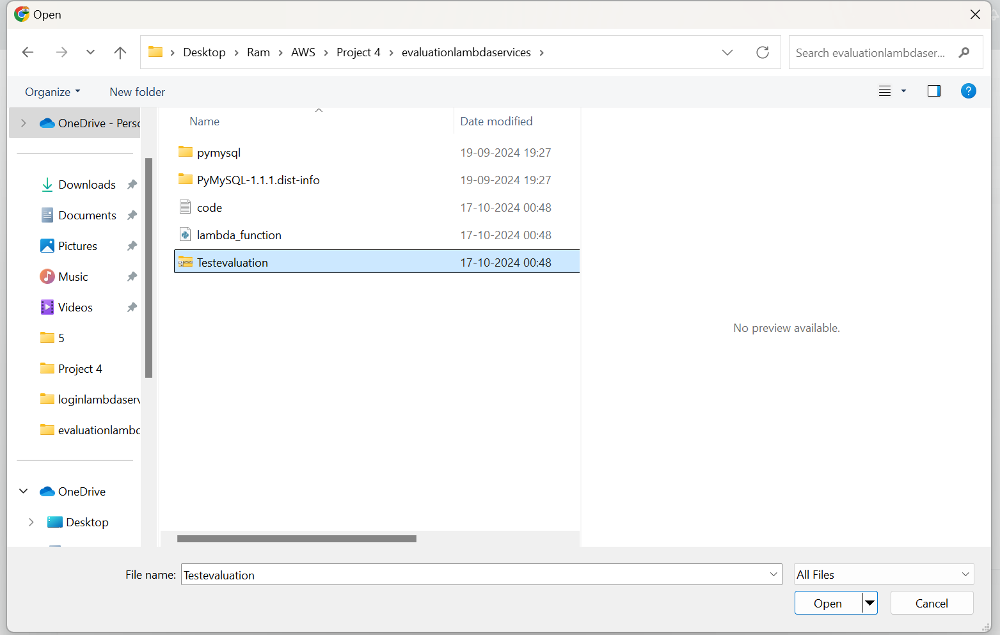 Open
Desktop > Ram > AWS > Project 4 > evaluationlambdaservices >
Search evaluationlambdaser...
Organize
New folder
?
OneDrive - Perso
Downloads
Documents
Pictures
Music
Videos
5
Project 4
loginlambdaserv
evaluationlambd
OneDrive
Desktop
Name
Date modified
pymysql
19-09-2024 19:27
PyMySQL-1.1.1.dist-info
19-09-2024 19:27
code
17-10-2024 00:48
lambda_function
17-10-2024 00:48
Testevaluation
17-10-2024 00:48
No preview available.
File name:
Testevaluation
All Files
Open
Cancel